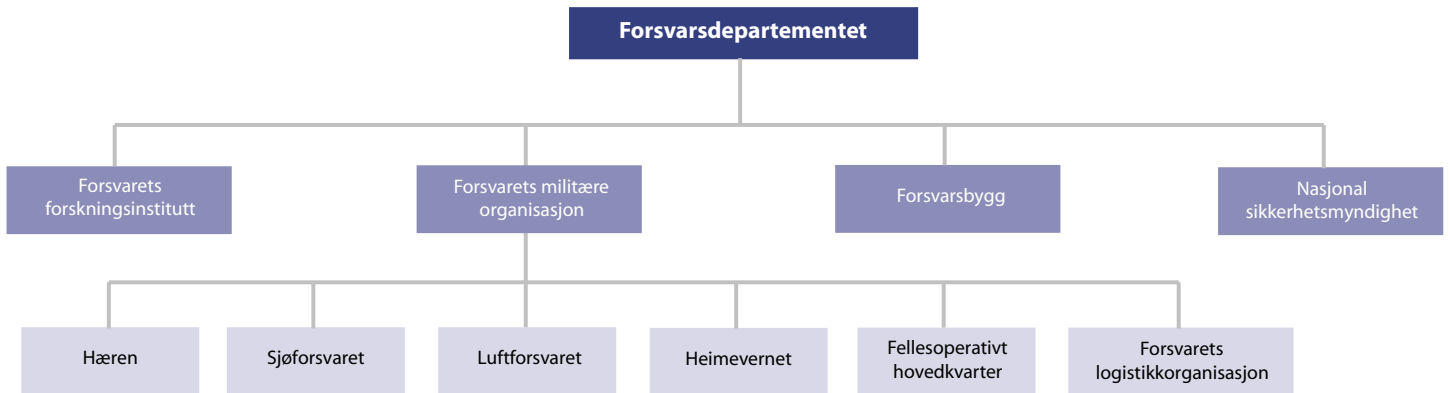 Forsvarsdepartementet
Forsvarets
forskningsinstitutt
Forsvarets militære
organisasjon
Forsvarsbygg
Nasjonal
sikkerhetsmyndighet
Hæren
Sjøforsvaret
Luftforsvaret
Heimevernet
Fellesoperativt
hovedkvarter
Forsvarets
logistikkorganisasjon